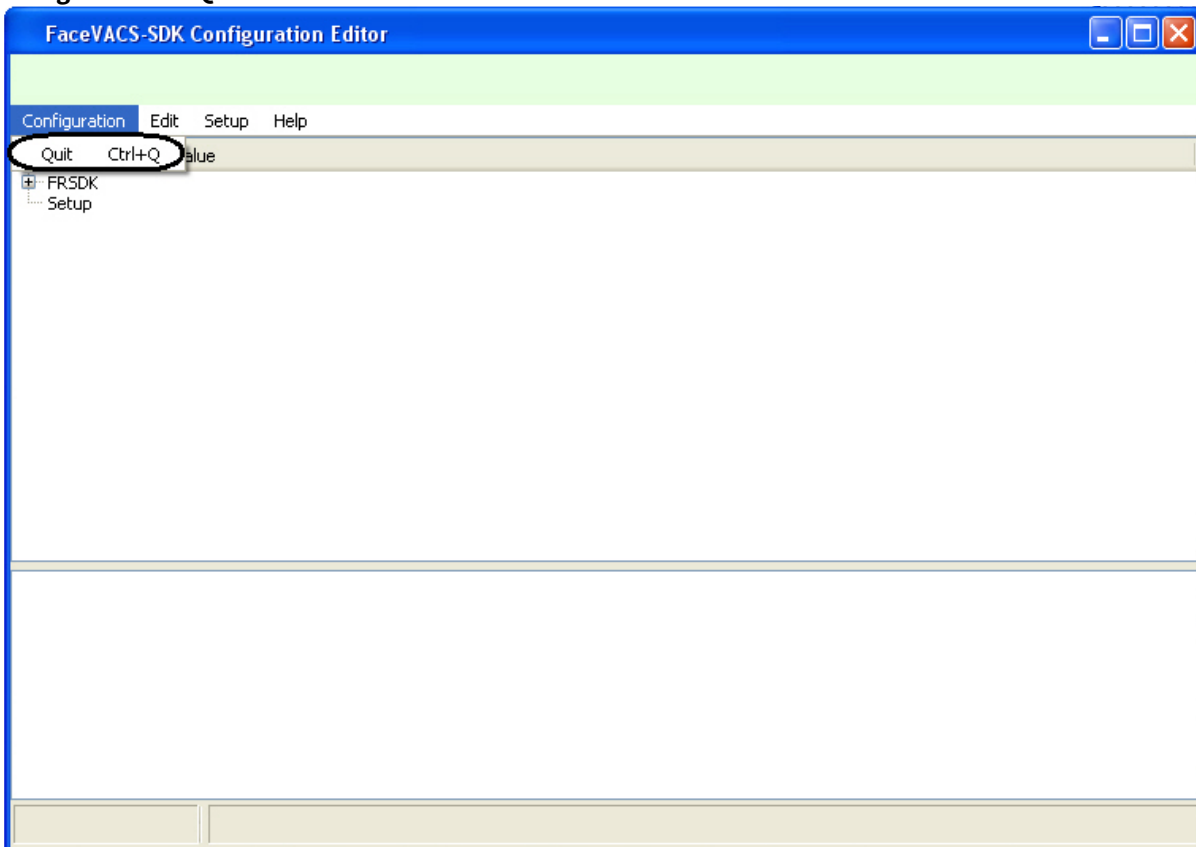 FaceVACS-SDK Configuration Editor
Configuration Edit Setup Help
Quit Ctrl+Q alue
FRSDK
Setup